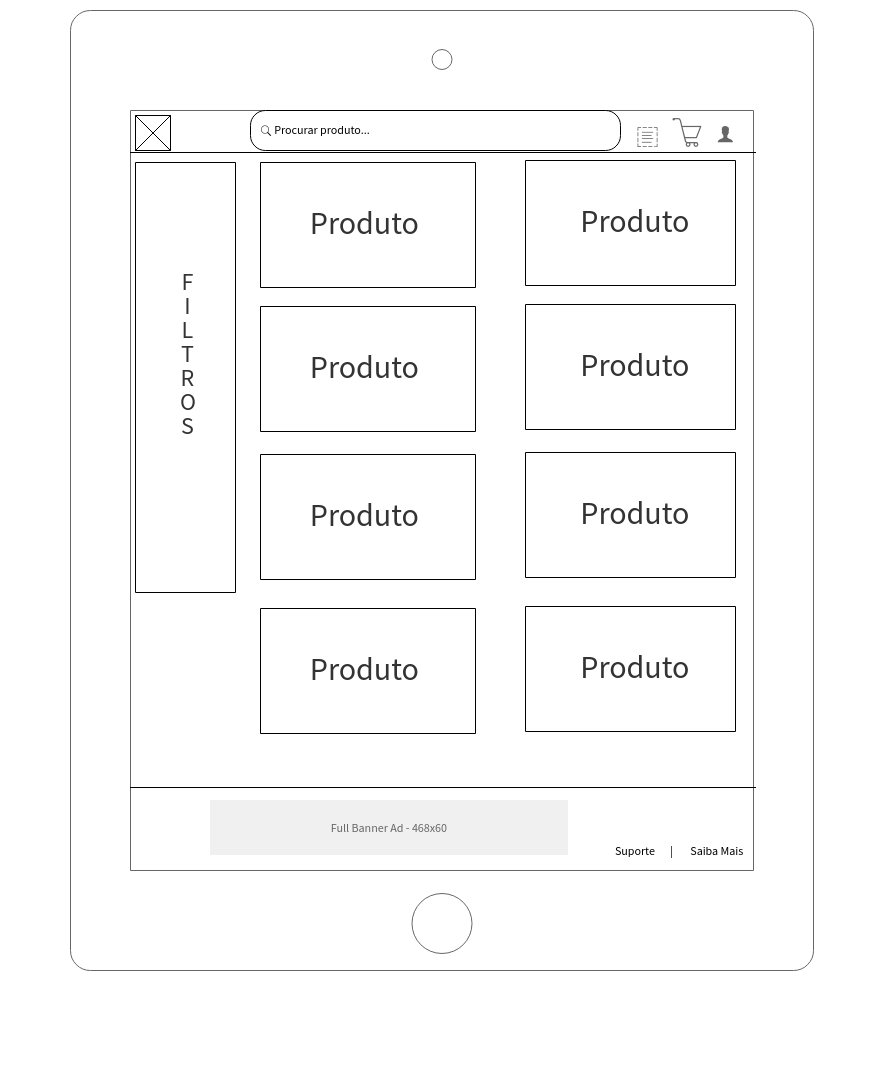 Procurar produto...
F
I
L
T
R
O
S
Produto
Produto
Produto
Produto
Produto
Produto
Produto
Produto
Full Banner Ad - 468x60
Suporte | Saiba Mais